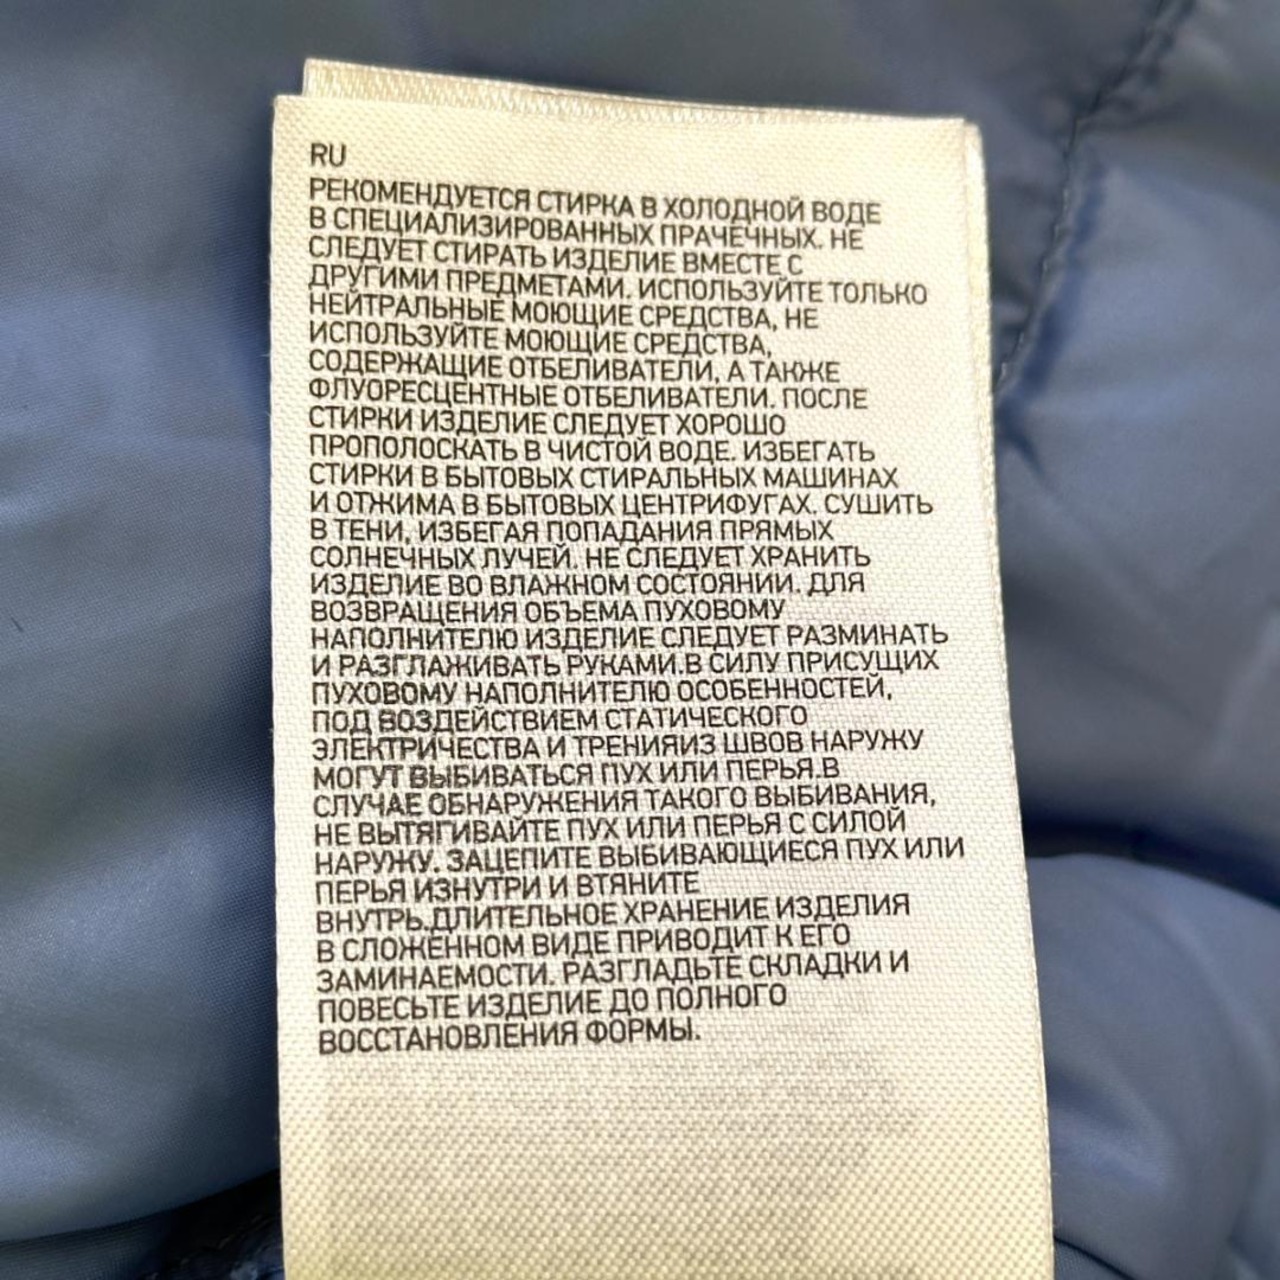 RU
РЕКОМЕНДУЕТСЯ СТИРКА В ХОЛОДНОЙ ВОДЕ
В СПЕЦИАЛИЗИРОВАННЫХ ПРАЧЕЧНЫХ. НЕ
СЛЕДУЕТ СТИРАТЬ ИЗДЕЛИЕ ВМЕСТЕ С
ДРУГИМИ ПРЕДМЕТАМИ. ИСПОЛЬЗУЙТЕ ТОЛЬКО
НЕЙТРАЛЬНЫЕ МОЮЩИЕ СРЕДСТВА, НЕ
ИСПОЛЬЗУЙТЕ МОЮЩИЕ СРЕДСТВА,
СОДЕРЖАЩИЕ ОТБЕЛИВАТЕЛИ, А ТАКЖЕ
ФЛУОРЕСЦЕНТНЫЕ ОТБЕЛИВАТЕЛИ. ПОСЛЕ
СТИРКИ ИЗДЕЛИЕ СЛЕДУЕТ ХОРОШО
ПРОПОЛОСКАТЬ В ЧИСТОЙ ВОДЕ. ИЗБЕГАТЬ
СТИРКИ В БЫТОВЫХ СТИРАЛЬНЫХ МАШИНАХ
И ОТЖИМА В БЫТОВЫХ ЦЕНТРИФУГАХ. СУШИТЬ
В ТЕНИ, ИЗБЕГАЯ ПОПАДАНИЯ ПРЯМЫХ
СОЛНЕЧНЫХ ЛУЧЕЙ. НЕ СЛЕДУЕТ ХРАНИТЬ
ИЗДЕЛИЕ ВО ВЛАЖНОМ СОСТОЯНИИ. ДЛЯ
ВОЗВРАЩЕНИЯ ОБЪЕМА ПУХОВОМУ
НАПОЛНИТЕЛЮ ИЗДЕЛИЕ СЛЕДУЕТ РАЗМИНАТЬ
И РАЗГЛАЖИВАТЬ РУКАМИ.В СИЛУ ПРИСУЩИХ
ПУХОВОМУ НАПОЛНИТЕЛЮ ОСОБЕННОСТЕЙ,
ПОД ВОЗДЕЙСТВИЕМ СТАТИЧЕСКОГО
ЭЛЕКТРИЧЕСТВА И ТРЕНИЯИЗ ШВОВ НАРУЖУ
МОГУТ ВЫБИВАТЬСЯ ПУХ ИЛИ ПЕРЬЯ.В
СЛУЧАЕ ОБНАРУЖЕНИЯ ТАКОГО ВЫБИВАНИЯ,
НЕ ВЫТЯГИВАЙТЕ ПУХ ИЛИ ПЕРЬЯ С СИЛОЙ
НАРУЖУ. ЗАЦЕПИТЕ ВЫБИВАЮЩИЕСЯ ПУХ ИЛИ
ПЕРЬЯ ИЗНУТРИ И ВТЯНИТЕ
ВНУТРЬ.ДЛИТЕЛЬНОЕ ХРАНЕНИЕ ИЗДЕЛИЯ
В СЛОЖЕННОМ ВИДЕ ПРИВОДИТ К ЕГО
ЗАМИНАЕМОСТИ. РАЗГЛАДЬТЕ СКЛАДКИ И
ПОВЕСЬТЕ ИЗДЕЛИЕ ДО ПОЛНОГО
ВОССТАНОВЛЕНИЯ ФОРМЫ.